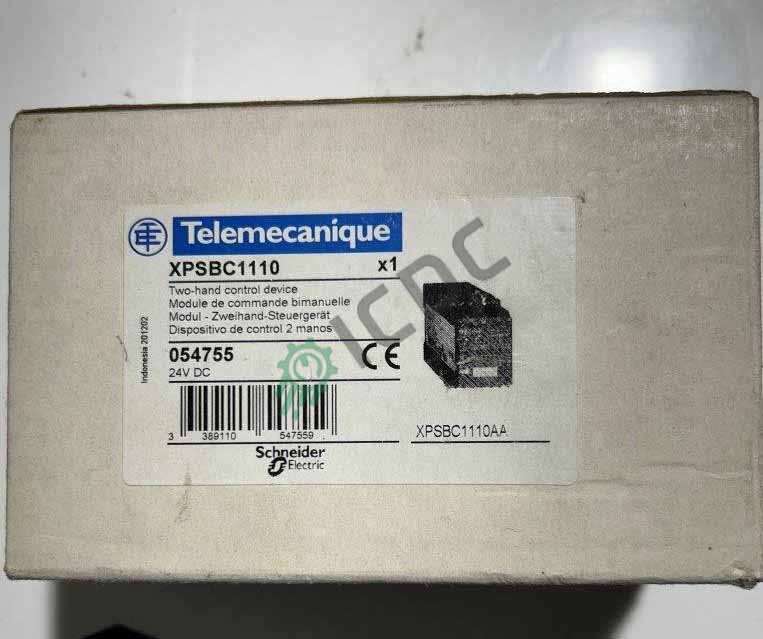 Telemecanique
XPSBC1110 x1
Two-hand control device
Module de commande bimanuelle
Modul - Zweihand-Steuergerät
Dispositivo de control 2 manos
054755
24V DC
CE
3 389110 547559
Schneider
Electric
XPSBC1110AA
Indonesia 201202
ICDC